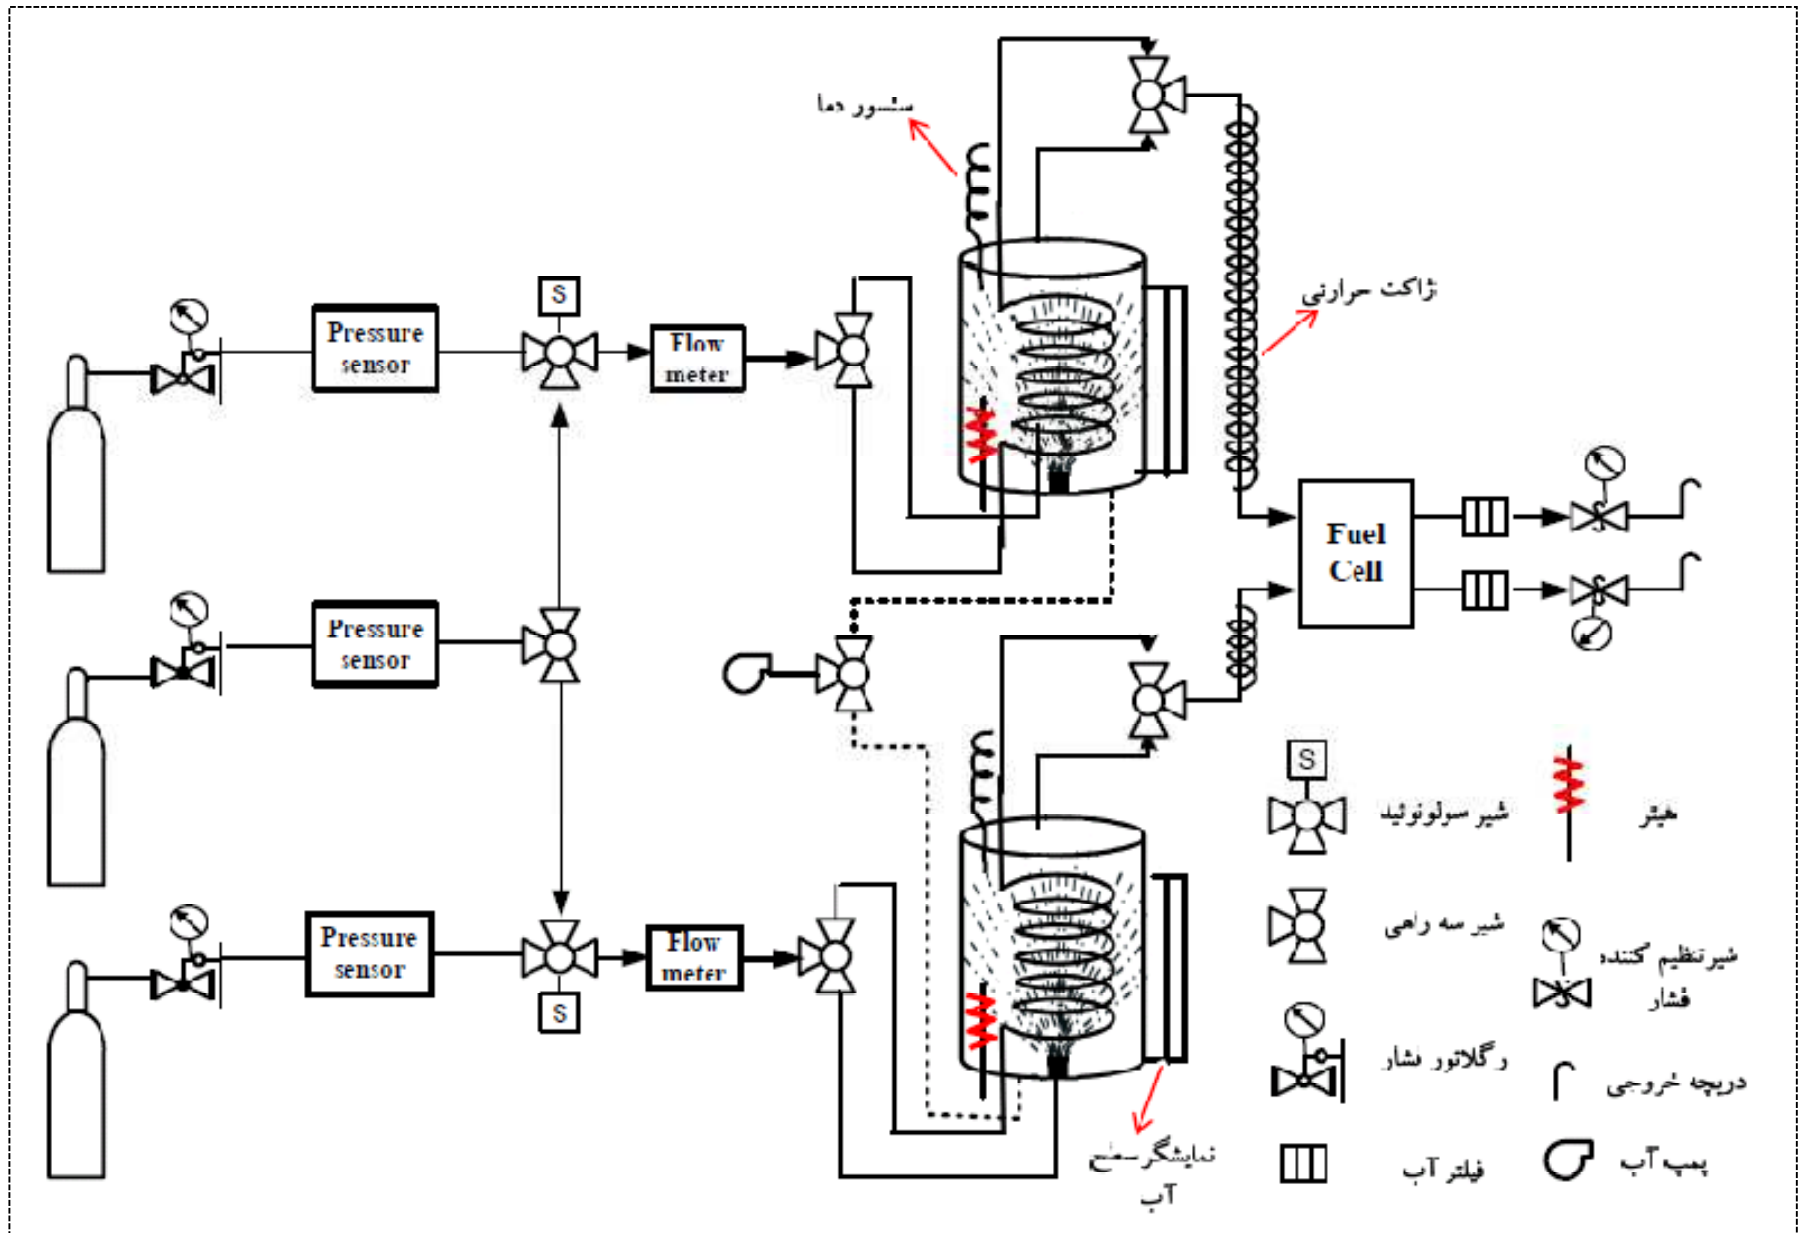 سنسور دما
S
Pressure
sensor
Flow
meter
ژاکت حرارتی
Pressure
sensor
Fuel
Cell
S
شیر سولونوئید
هیتر
Pressure
sensor
Flow
meter
S
شیر سه راهی
شیرتنظیم کننده
فشار
رگلاتور فشار
دریچه خروجی
نمایشگر سطح
آب
فیلتر آب
پمپ آب